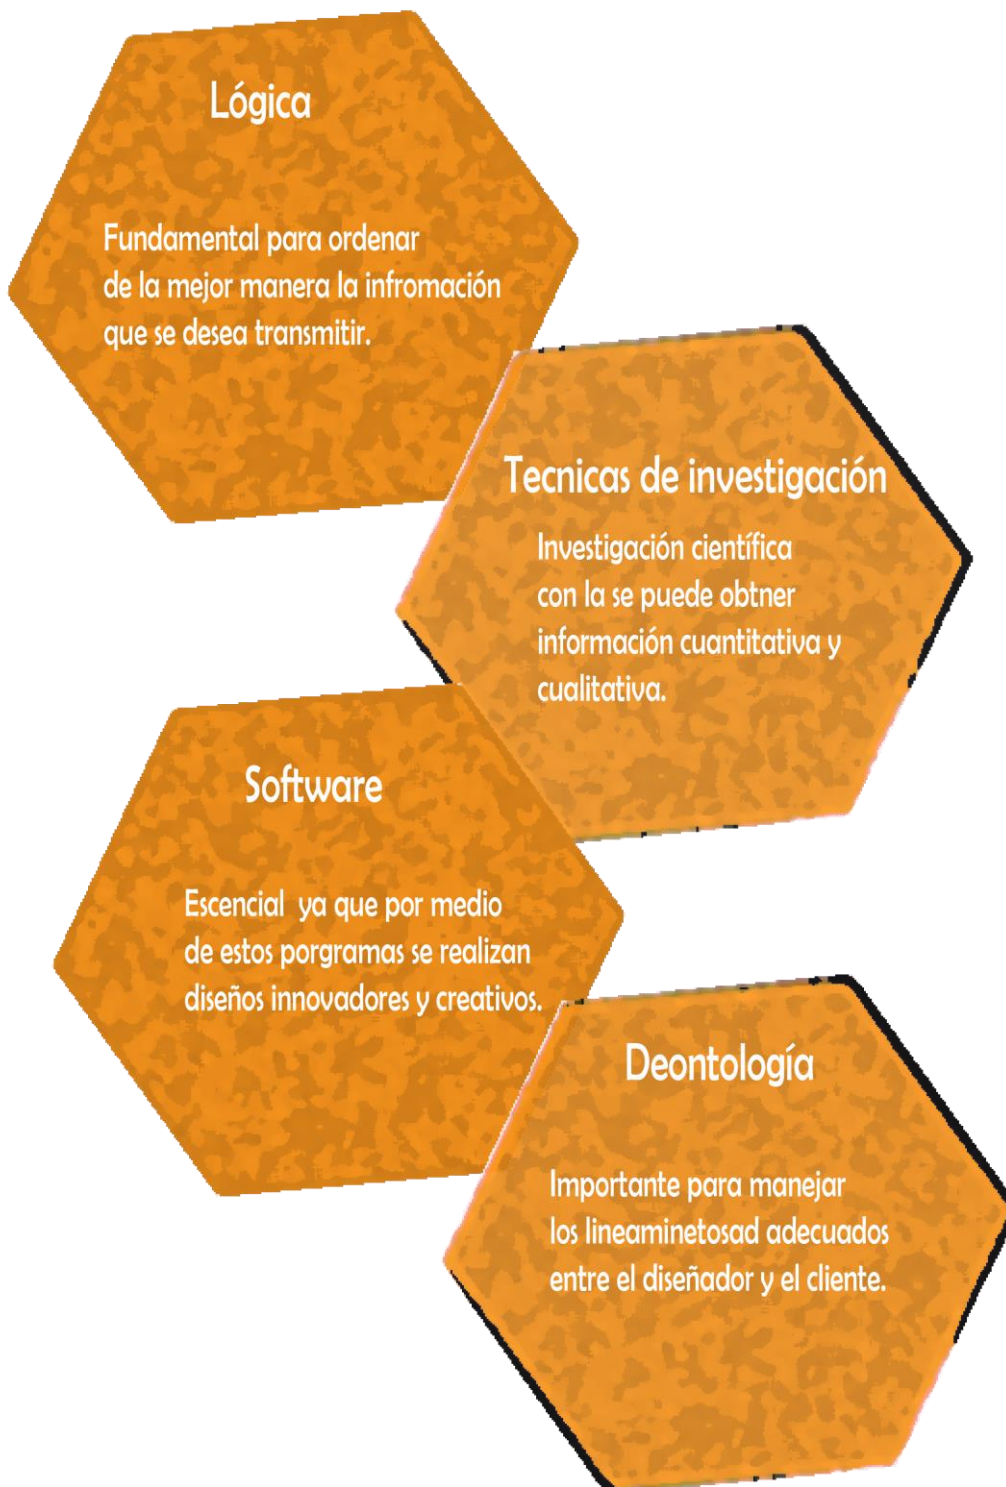 Lógica
Fundamental para ordenar
de la mejor manera la infromación
que se desea transmitir.
Tecnicas de investigación
Investigación científica
con la se puede obtner
información cuantitativa y
cualitativa.
Software
Escencial ya que por medio
de estos porgramas se realizan
diseños innovadores y creativos.
Deontología
Importante para manejar
los lineaminetosad adecuados
entre el diseñador y el cliente.